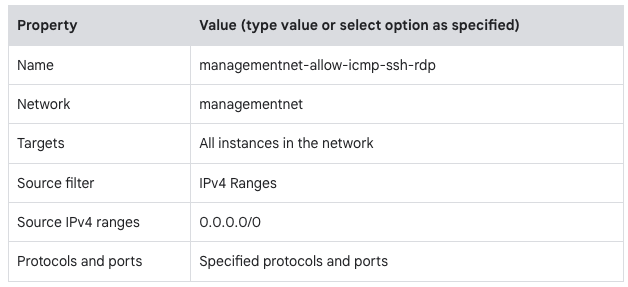 Property Value (type value or select option as specified)
Name managementnet-allow-icmp-ssh-rdp
Network managementnet
Targets All instances in the network
Source filter IPv4 Ranges
Source IPv4 ranges 0.0.0.0/0
Protocols and ports Specified protocols and ports